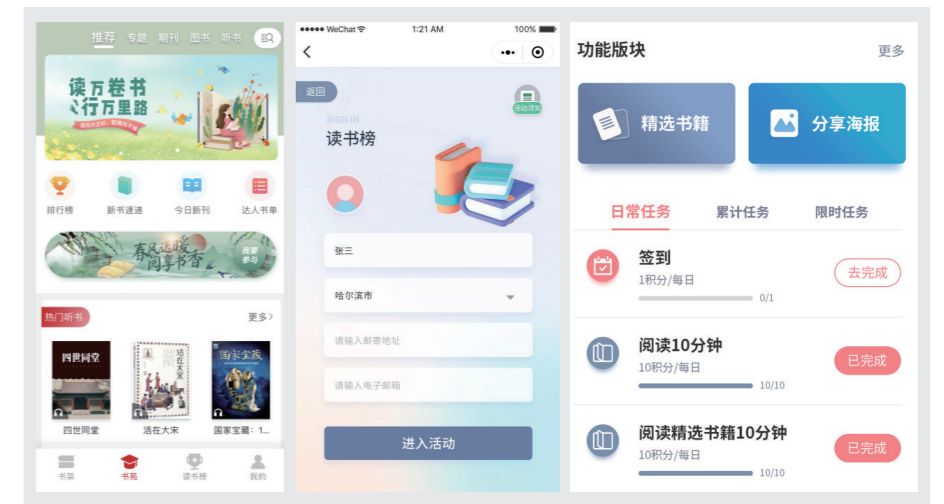 推荐 专题 期刊 图书 听书
读万卷书
行万里路
排行榜 新书速递 今日新刊 达人书单
春风送暖
同享书香
我要
参与
热门听书 更多>
四世同堂
活在大宋
国家宝藏
四世同堂 活在大宋 国家宝藏：1...
书架 书苑 读书榜 我的
WeChat 1:21 AM 100%
返回
活动须知
SIGN IN
读书榜
张三
哈尔滨市
请输入邮寄地址
请输入电子邮箱
进入活动
功能版块 更多
精选书籍 分享海报
日常任务 累计任务 限时任务
签到
1积分/每日
0/1
去完成
阅读10分钟
10积分/每日
10/10
已完成
阅读精选书籍10分钟
10积分/每日
10/10
已完成